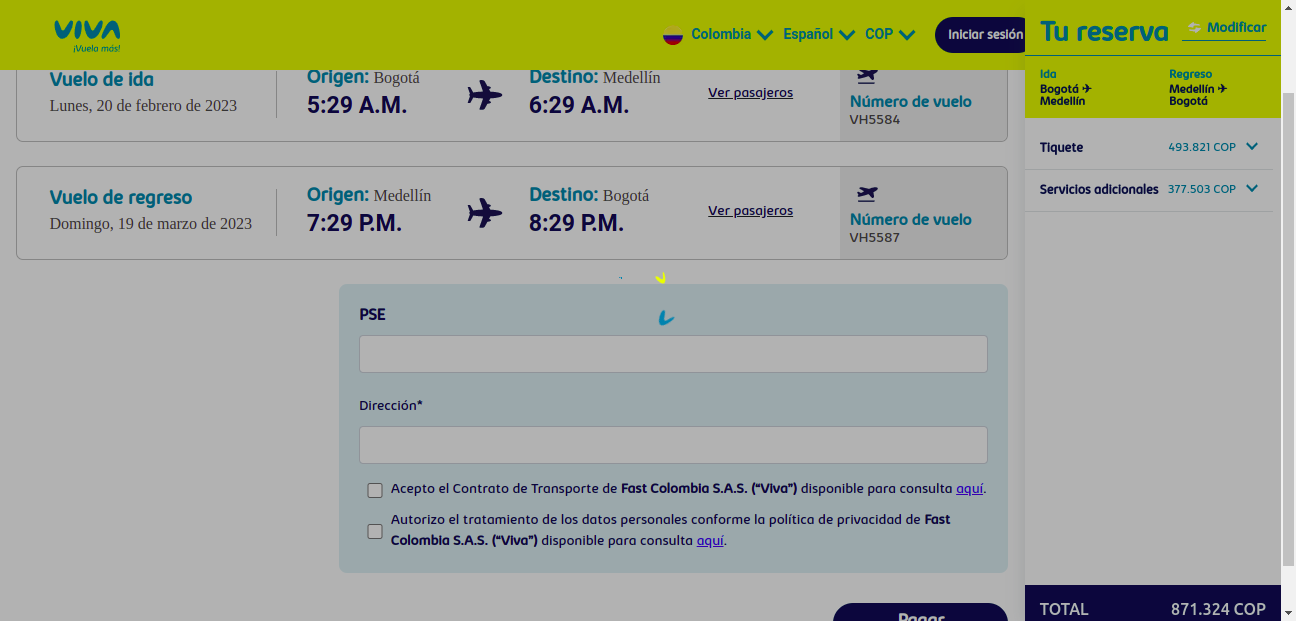 VIVA
¡Vuela más!
Colombia Español COP Iniciar sesión
Tu reserva Modificar
Ida Regreso
Bogotá Medellín
Medellín Bogotá
Tiquete 493.821 COP
Servicios adicionales 377.503 COP
Vuelo de ida
Lunes, 20 de febrero de 2023
Origen: Bogotá
5:29 A.M.
Destino: Medellín
6:29 A.M.
Ver pasajeros
Número de vuelo
VH5584
Vuelo de regreso
Domingo, 19 de marzo de 2023
Origen: Medellín
7:29 P.M.
Destino: Bogotá
8:29 P.M.
Ver pasajeros
Número de vuelo
VH5587
PSE
Dirección*
Acepto el Contrato de Transporte de Fast Colombia S.A.S. (“Viva”) disponible para consulta aquí.
Autorizo el tratamiento de los datos personales conforme la política de privacidad de Fast
Colombia S.A.S. (“Viva”) disponible para consulta aquí.
Pagar
TOTAL 871.324 COP